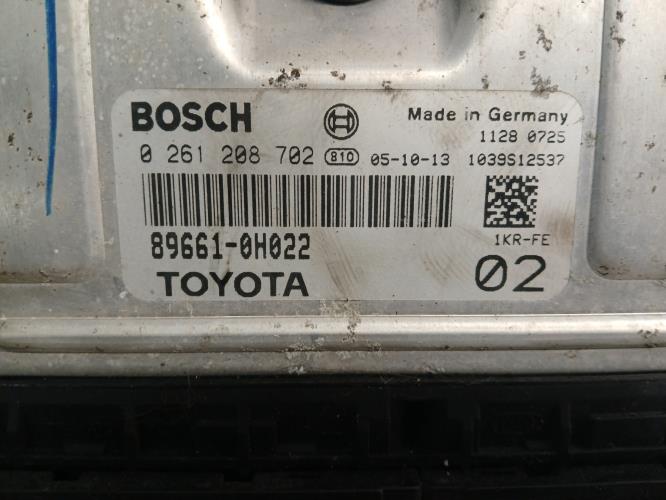 BOSCH Made in Germany
1128 0725
0 261 208 702 810 05-10-13 1039S12537
89661-0H022 1KR-FE
TOYOTA 02